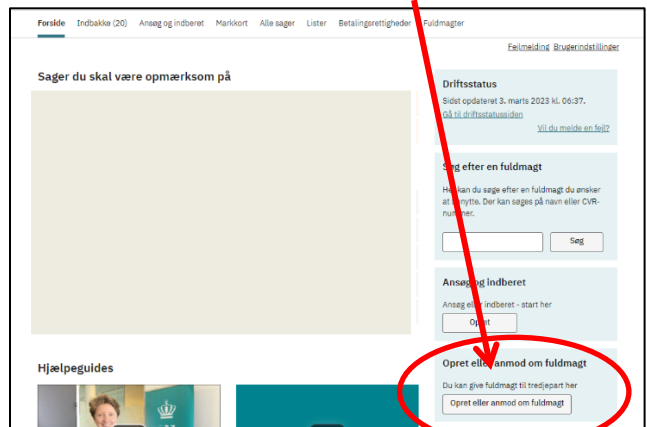 Forside Indbakke (20) Ansøg og indberet Markkort Alle sager Lister Betalingsrettigheder Fuldmagter
Fejlmelding Brugerindstillinger
Sager du skal være opmærksom på
Driftsstatus
Sidst opdateret 3. marts 2023 kl. 06:37.
Gå til driftsstatussiden
Vil du melde en fejl?
Søg efter en fuldmagt
Her kan du søge efter en fuldmagt du ønsker
at benytte. Der kan søges på navn eller CVR-
nummer.
Søg
Ansøg og indberet
Ansøg eller indberet - start her
Opret
Hjælpeguides
Opret eller anmod om fuldmagt
Du kan give fuldmagt til tredjepart her
Opret eller anmod om fuldmagt